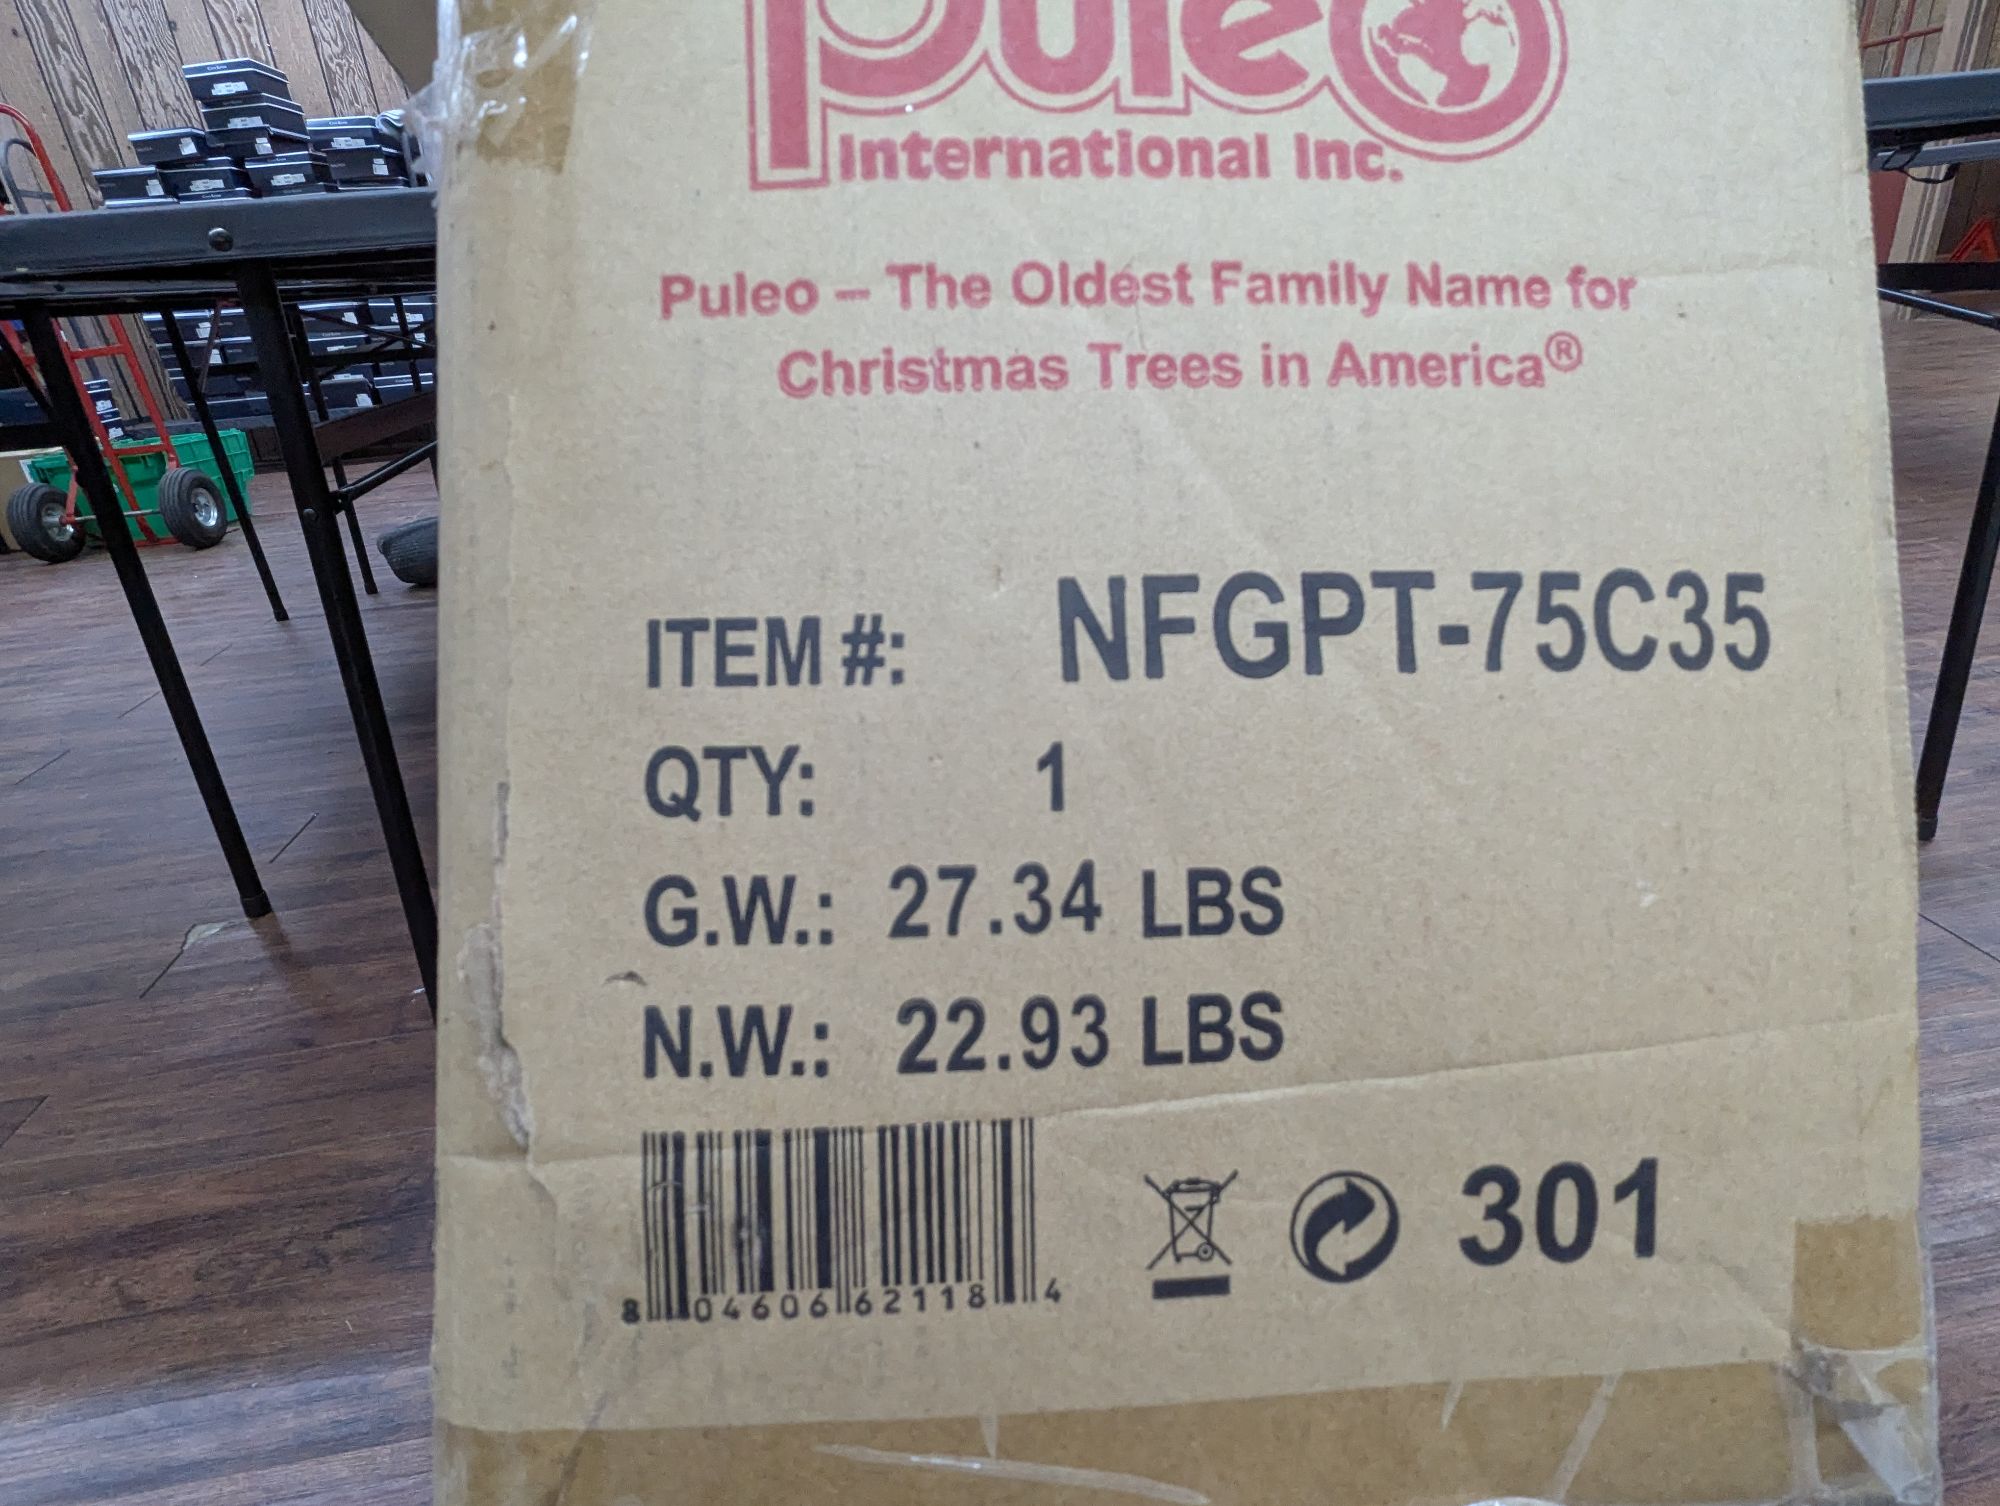 Puleo
International Inc.
Puleo – The Oldest Family Name for
Christmas Trees in America®
ITEM #: NFGPT-75C35
QTY: 1
G.W.: 27.34 LBS
N.W.: 22.93 LBS
8 04606 62118 4
301